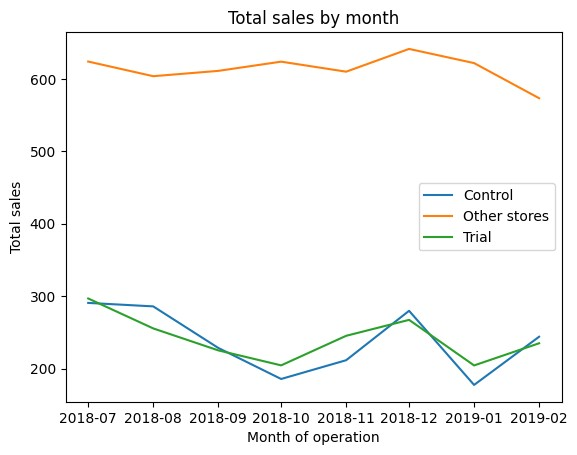 Total sales by month
Total sales
600
500
400
300
200
Control
Other stores
Trial
2018-07 2018-08 2018-09 2018-10 2018-11 2018-12 2019-01 2019-02
Month of operation